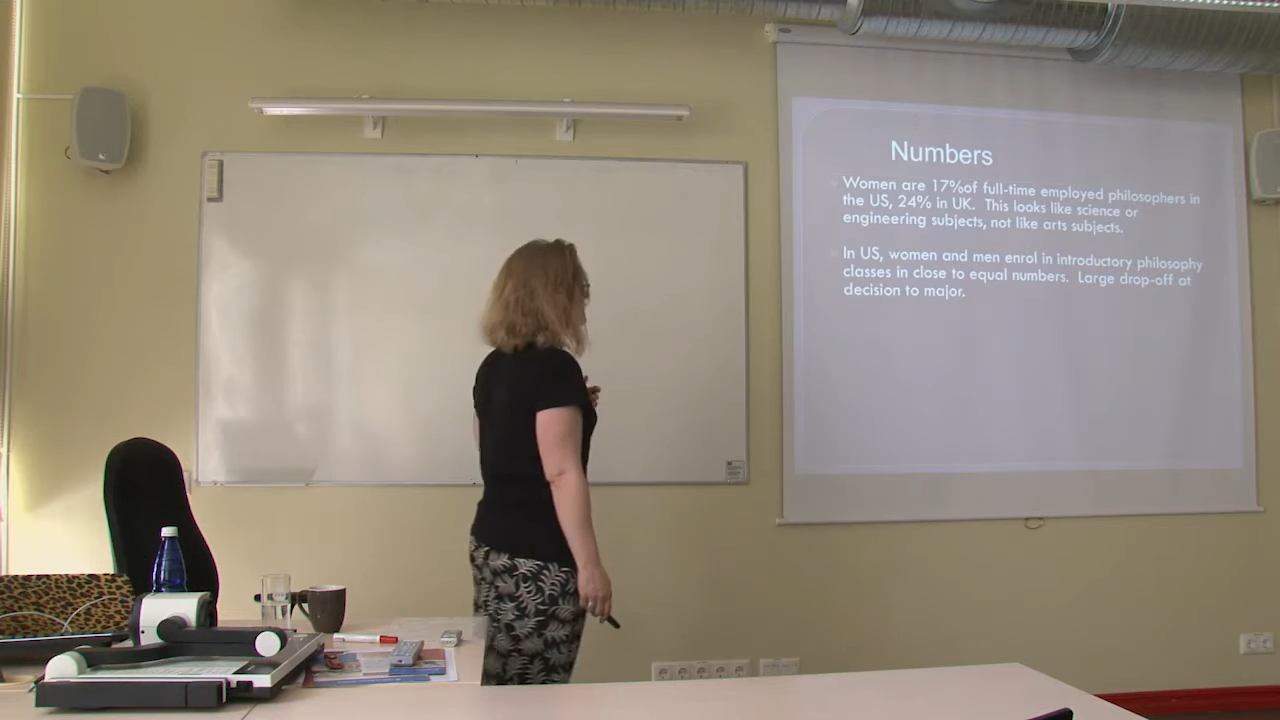 Numbers
Women are 17%of full-time employed philosophers in
the US, 24% in UK. This looks like science or
engineering subjects, not like arts subjects.
In US, women and men enrol in introductory philosophy
classes in close to equal numbers. Large drop-off at
decision to major.